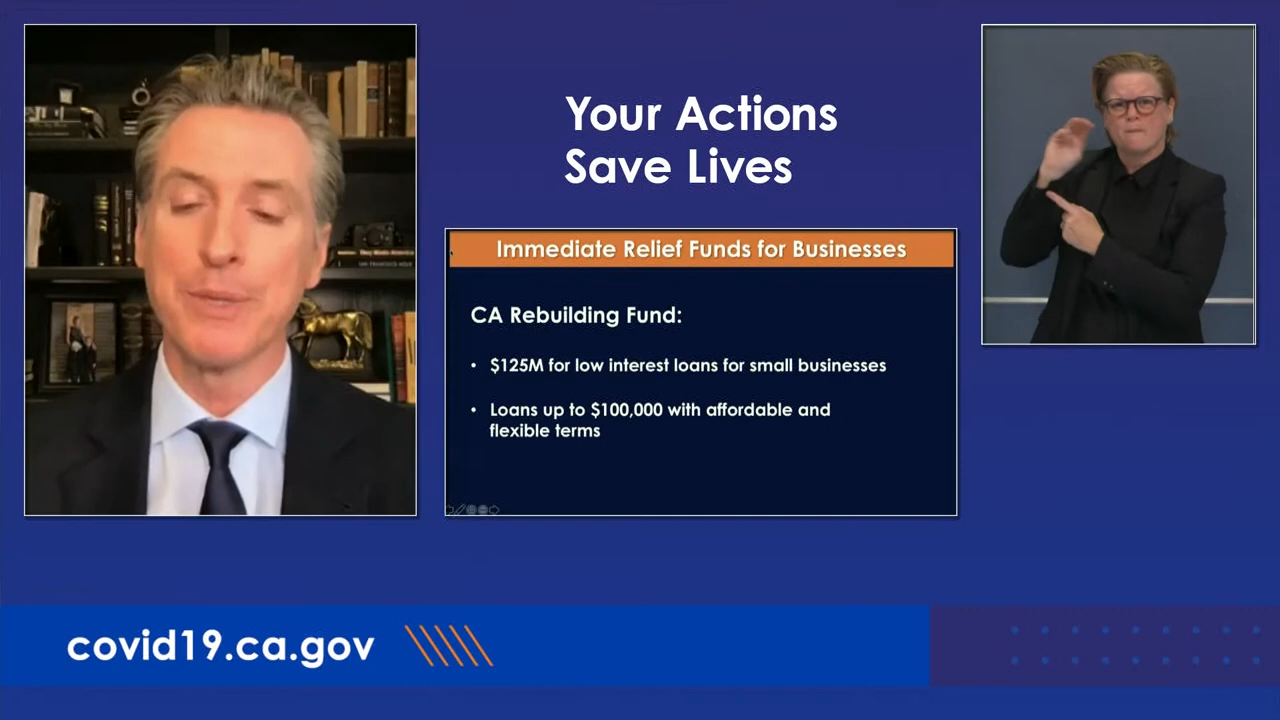 Your Actions
Save Lives
Immediate Relief Funds for Businesses
CA Rebuilding Fund:
• $125M for low interest loans for small businesses
• Loans up to $100,000 with affordable and
flexible terms
covid19.ca.gov